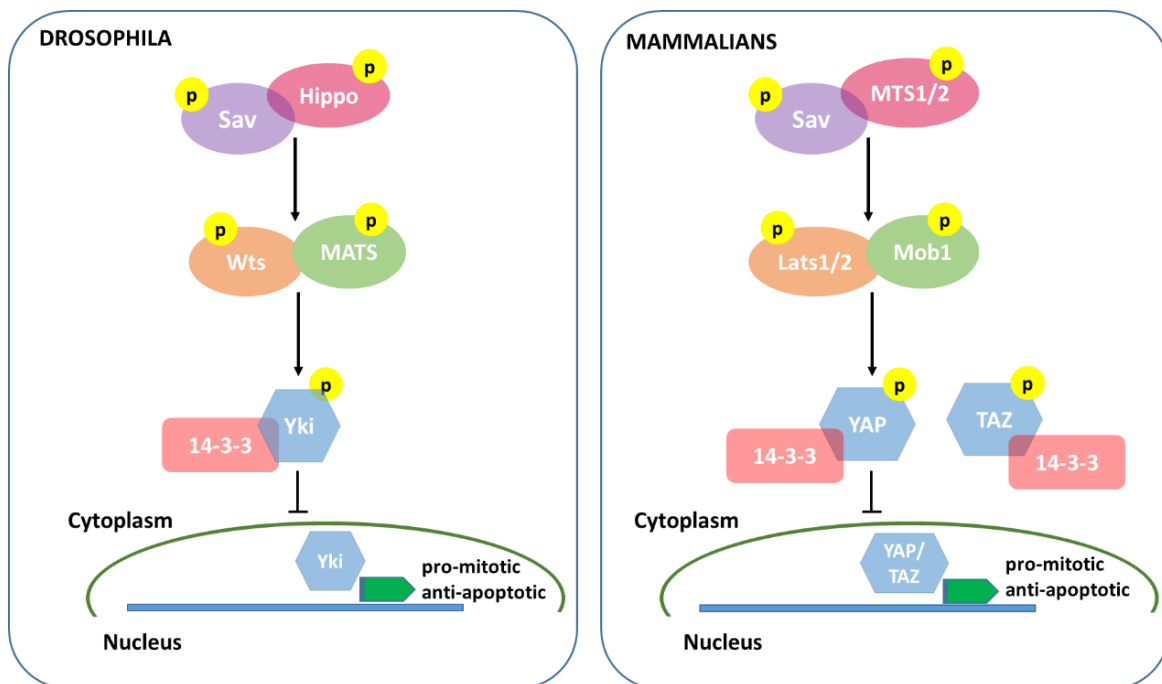 DROSOPHILA
p
p
Hippo
Sav
p
p
Wts
MATS
p
Yki
14-3-3
Cytoplasm
Yki
pro-mitotic
anti-apoptotic
Nucleus
MAMMALIANS
p
p
MTS1/2
Sav
p
p
Lats1/2
Mob1
p
p
YAP
TAZ
14-3-3
14-3-3
Cytoplasm
YAP/
TAZ
pro-mitotic
anti-apoptotic
Nucleus